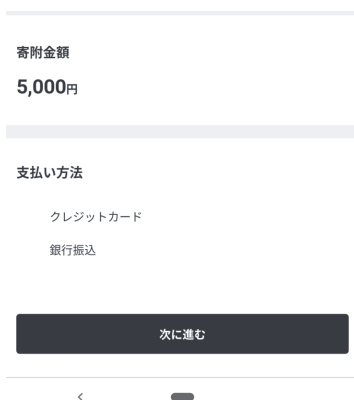 寄附金額
5,000円
支払い方法
クレジットカード
銀行振込
次に進む